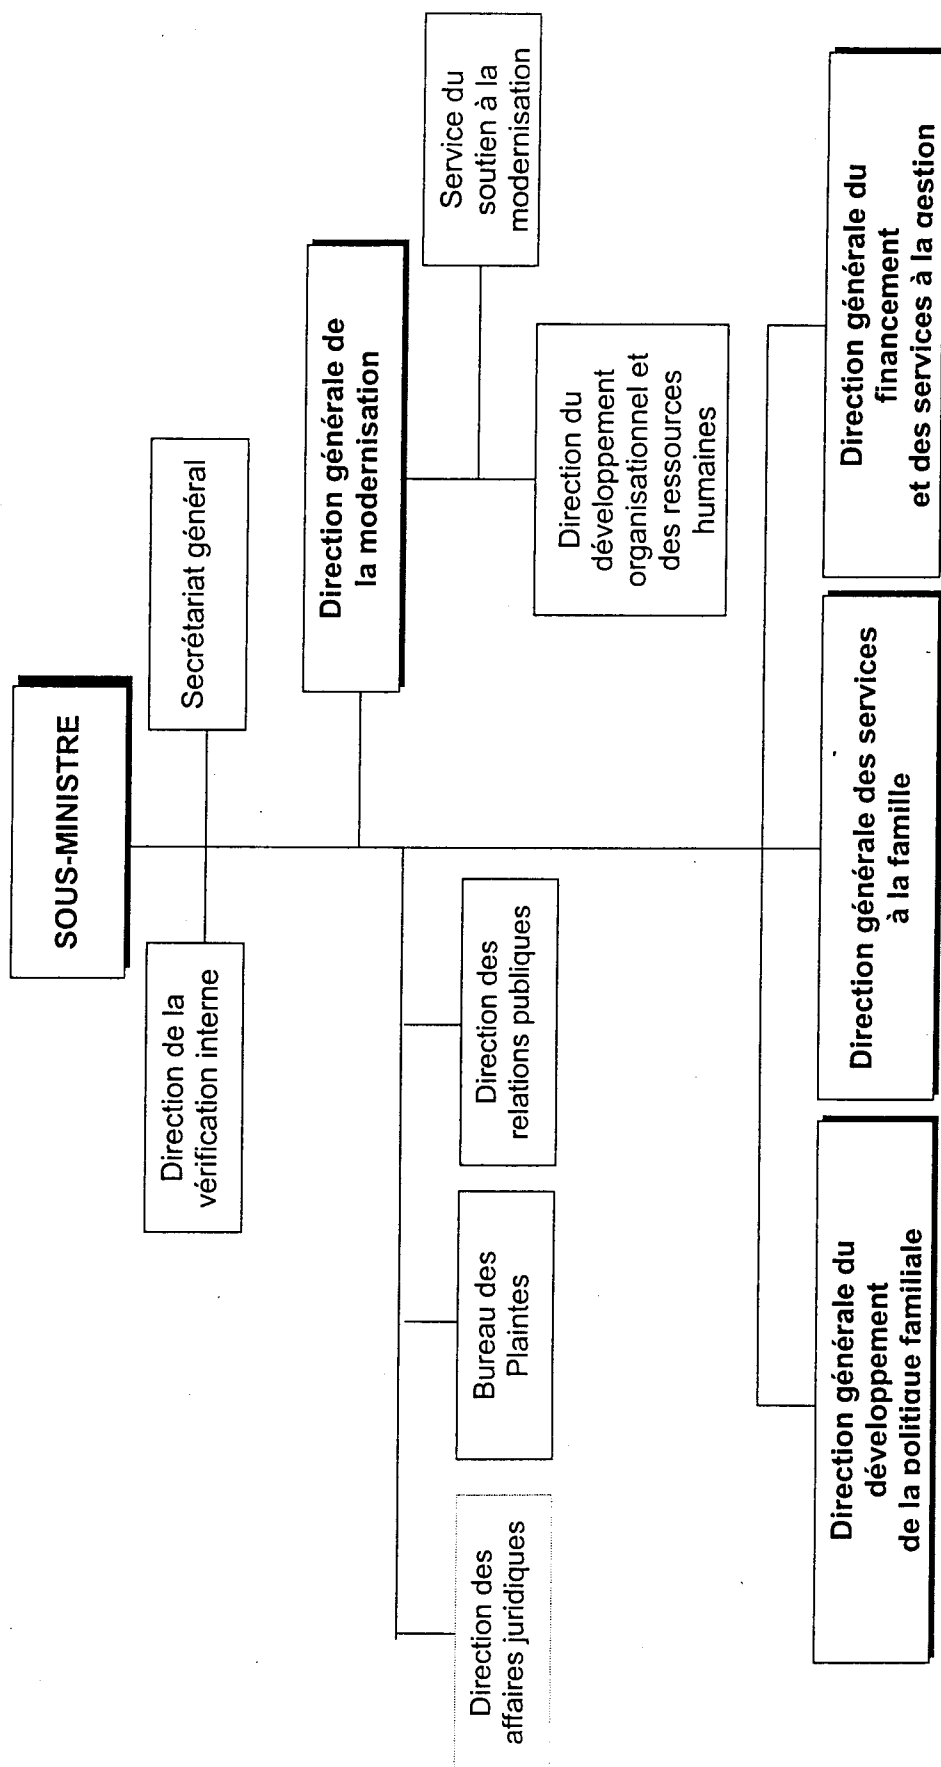 SOUS-MINISTRE
Direction de la
vérification interne
Secrétariat général
Direction générale de
la modernisation
Service du
soutien à la
modernisation
Direction des
affaires juridiques
Bureau des
Plaintes
Direction des
relations publiques
Direction du
développement
organisationnel et
des ressources
humaines
Direction générale du
développement
de la politique familiale
Direction générale des services
à la famille
Direction générale du
financement
et des services à la gestion